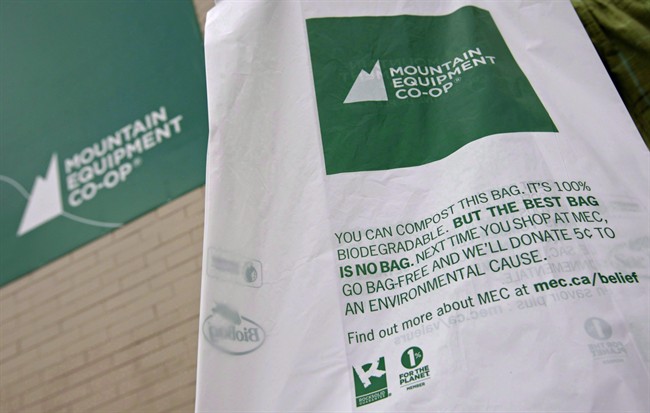 MOUNTAIN
EQUIPMENT
CO-OP®
MOUNTAIN
EQUIPMENT
CO-OP®
YOU CAN COMPOST THIS BAG. IT'S 100%
BIODEGRADABLE. BUT THE BEST BAG
IS NO BAG. NEXT TIME YOU SHOP AT MEC,
GO BAG-FREE AND WE'LL DONATE 5¢ TO
AN ENVIRONMENTAL CAUSE.
Find out more about MEC at mec.ca/belief
1%
FOR THE
PLANET
MEMBER